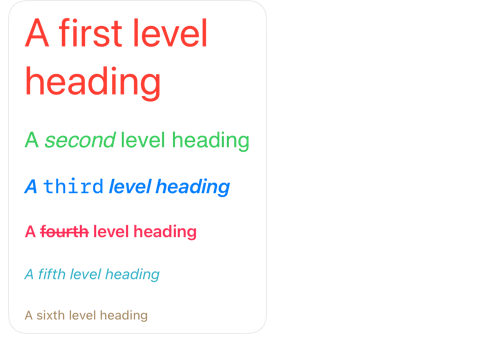 A first level
heading
A second level heading
A third level heading
A fourth level heading
A fifth level heading
A sixth level heading